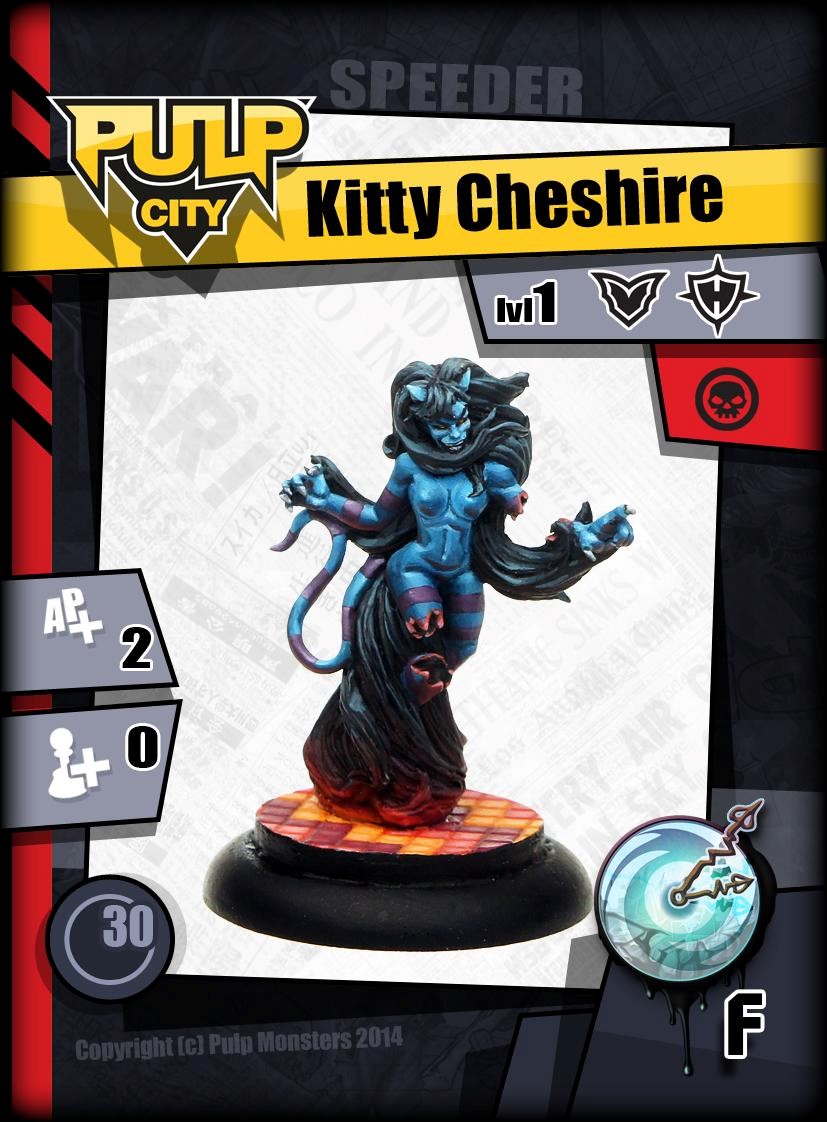 SPEEDER
PULP
CITY
Kitty Cheshire
lvl1
H
AP+
2
0
30
F
Copyright (c) Pulp Monsters 2014